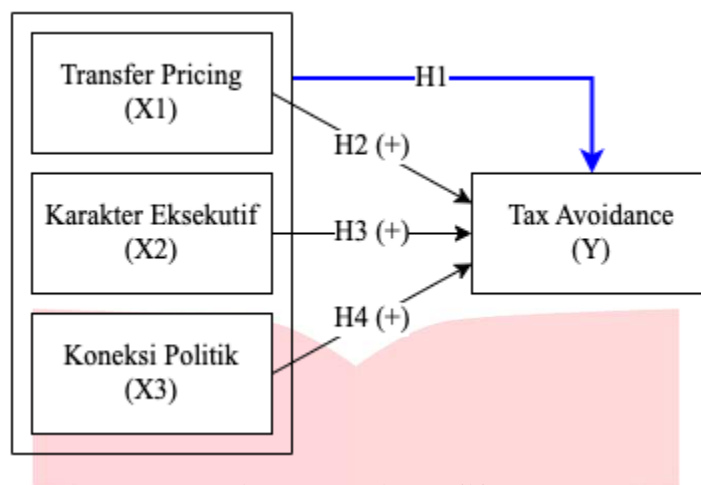 Transfer Pricing
(X1)
H1
H2 (+)
Karakter Eksekutif
(X2)
H3 (+)
Tax Avoidance
(Y)
H4 (+)
Koneksi Politik
(X3)